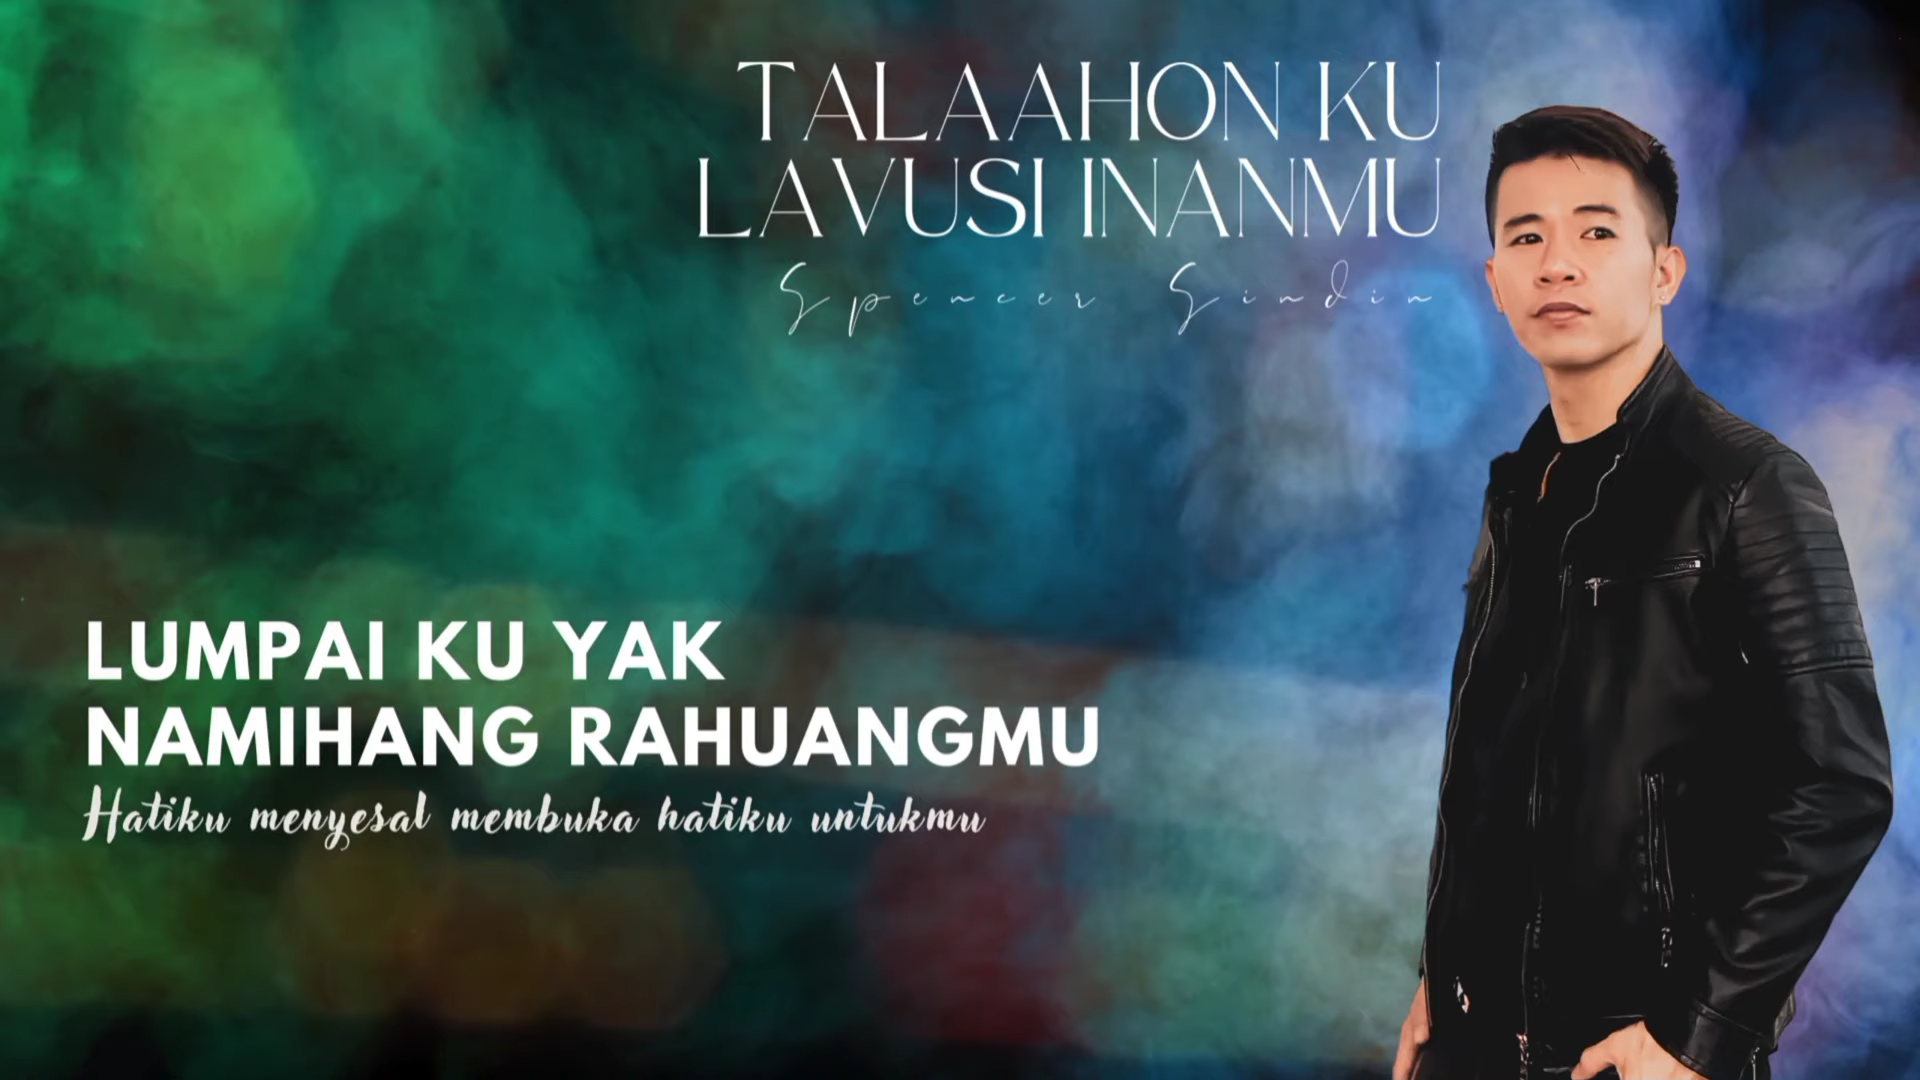 TALAAHON KU
LAVUSI INANMU
Spencer Sindin
LUMPAI KU YAK
NAMIHANG RAHUANGMU
Hatiku menyesal membuka hatiku untukmu